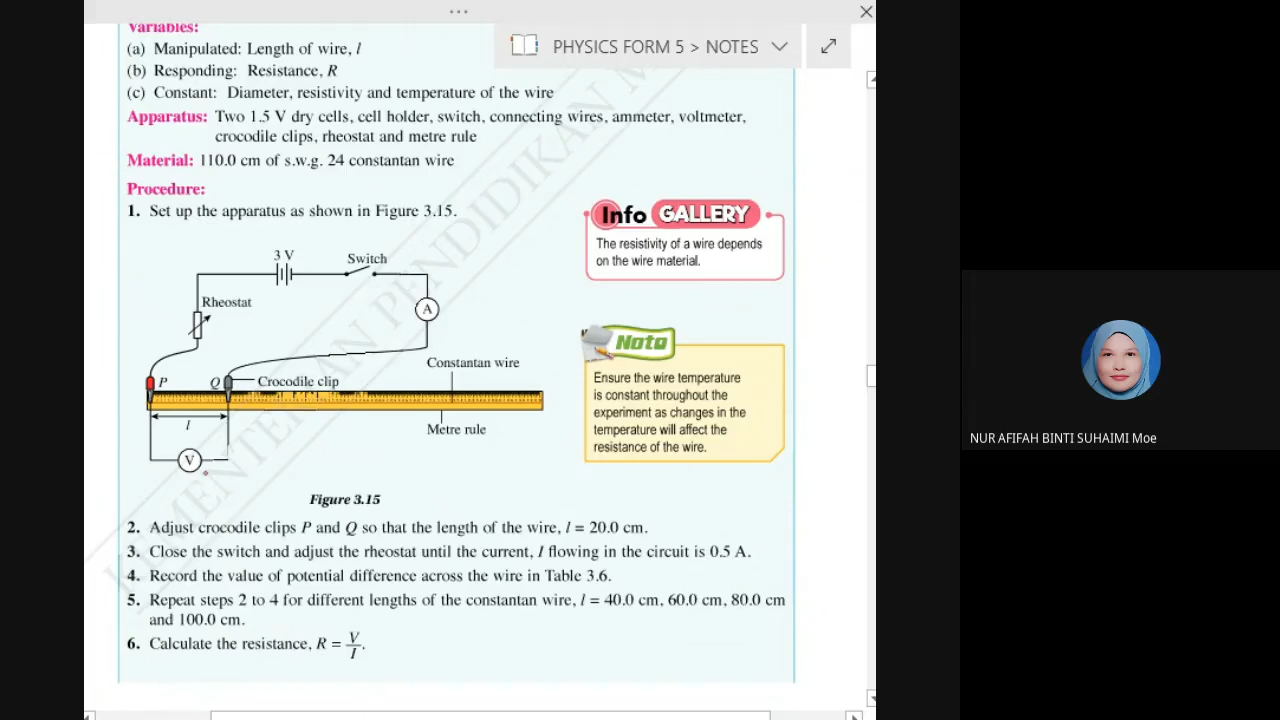 Variables:
PHYSICS FORM 5 > NOTES
(a) Manipulated: Length of wire, l
(b) Responding: Resistance, R
(c) Constant: Diameter, resistivity and temperature of the wire
Apparatus: Two 1.5 V dry cells, cell holder, switch, connecting wires, ammeter, voltmeter,
crocodile clips, rheostat and metre rule
Material: 110.0 cm of s.w.g. 24 constantan wire
Procedure:
1. Set up the apparatus as shown in Figure 3.15.
Info GALLERY
The resistivity of a wire depends
on the wire material.
3 V
Switch
Rheostat
A
Constantan wire
P
Q
Crocodile clip
l
Metre rule
V
Figure 3.15
Nota
Ensure the wire temperature
is constant throughout the
experiment as changes in the
temperature will affect the
resistance of the wire.
2. Adjust crocodile clips P and Q so that the length of the wire, l = 20.0 cm.
3. Close the switch and adjust the rheostat until the current, I flowing in the circuit is 0.5 A.
4. Record the value of potential difference across the wire in Table 3.6.
5. Repeat steps 2 to 4 for different lengths of the constantan wire, l = 40.0 cm, 60.0 cm, 80.0 cm
and 100.0 cm.
6. Calculate the resistance, R = V/I.
KEMENTERIAN PENDIDIKAN M
NUR AFIFAH BINTI SUHAIMI Moe